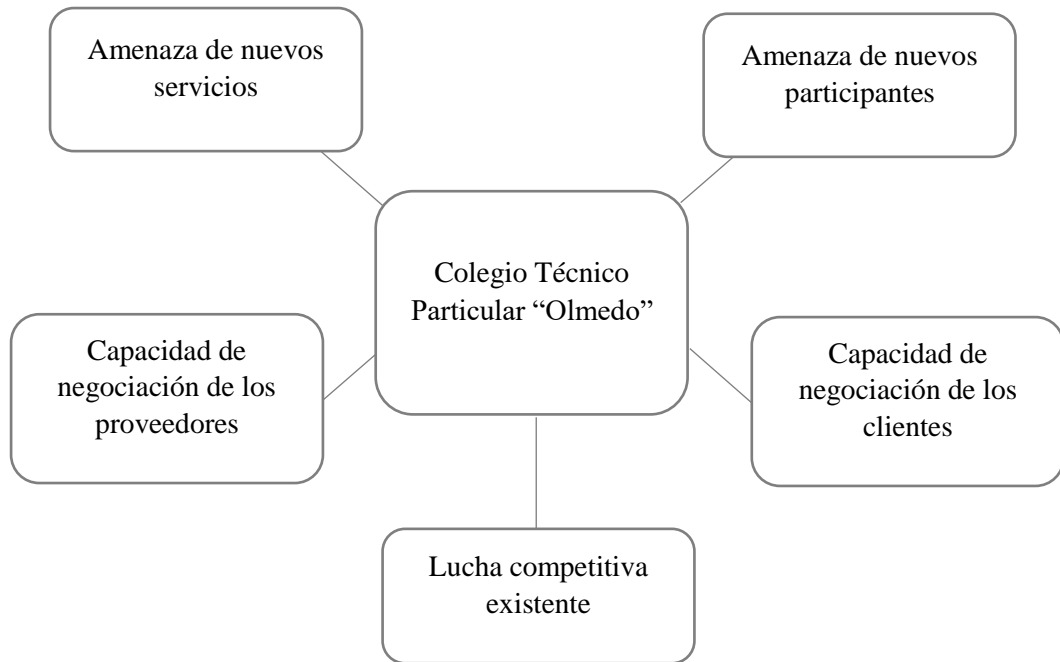 Amenaza de nuevos
servicios
Amenaza de nuevos
participantes
Colegio Técnico
Particular “Olmedo”
Capacidad de
negociación de los
proveedores
Capacidad de
negociación de los
clientes
Lucha competitiva
existente